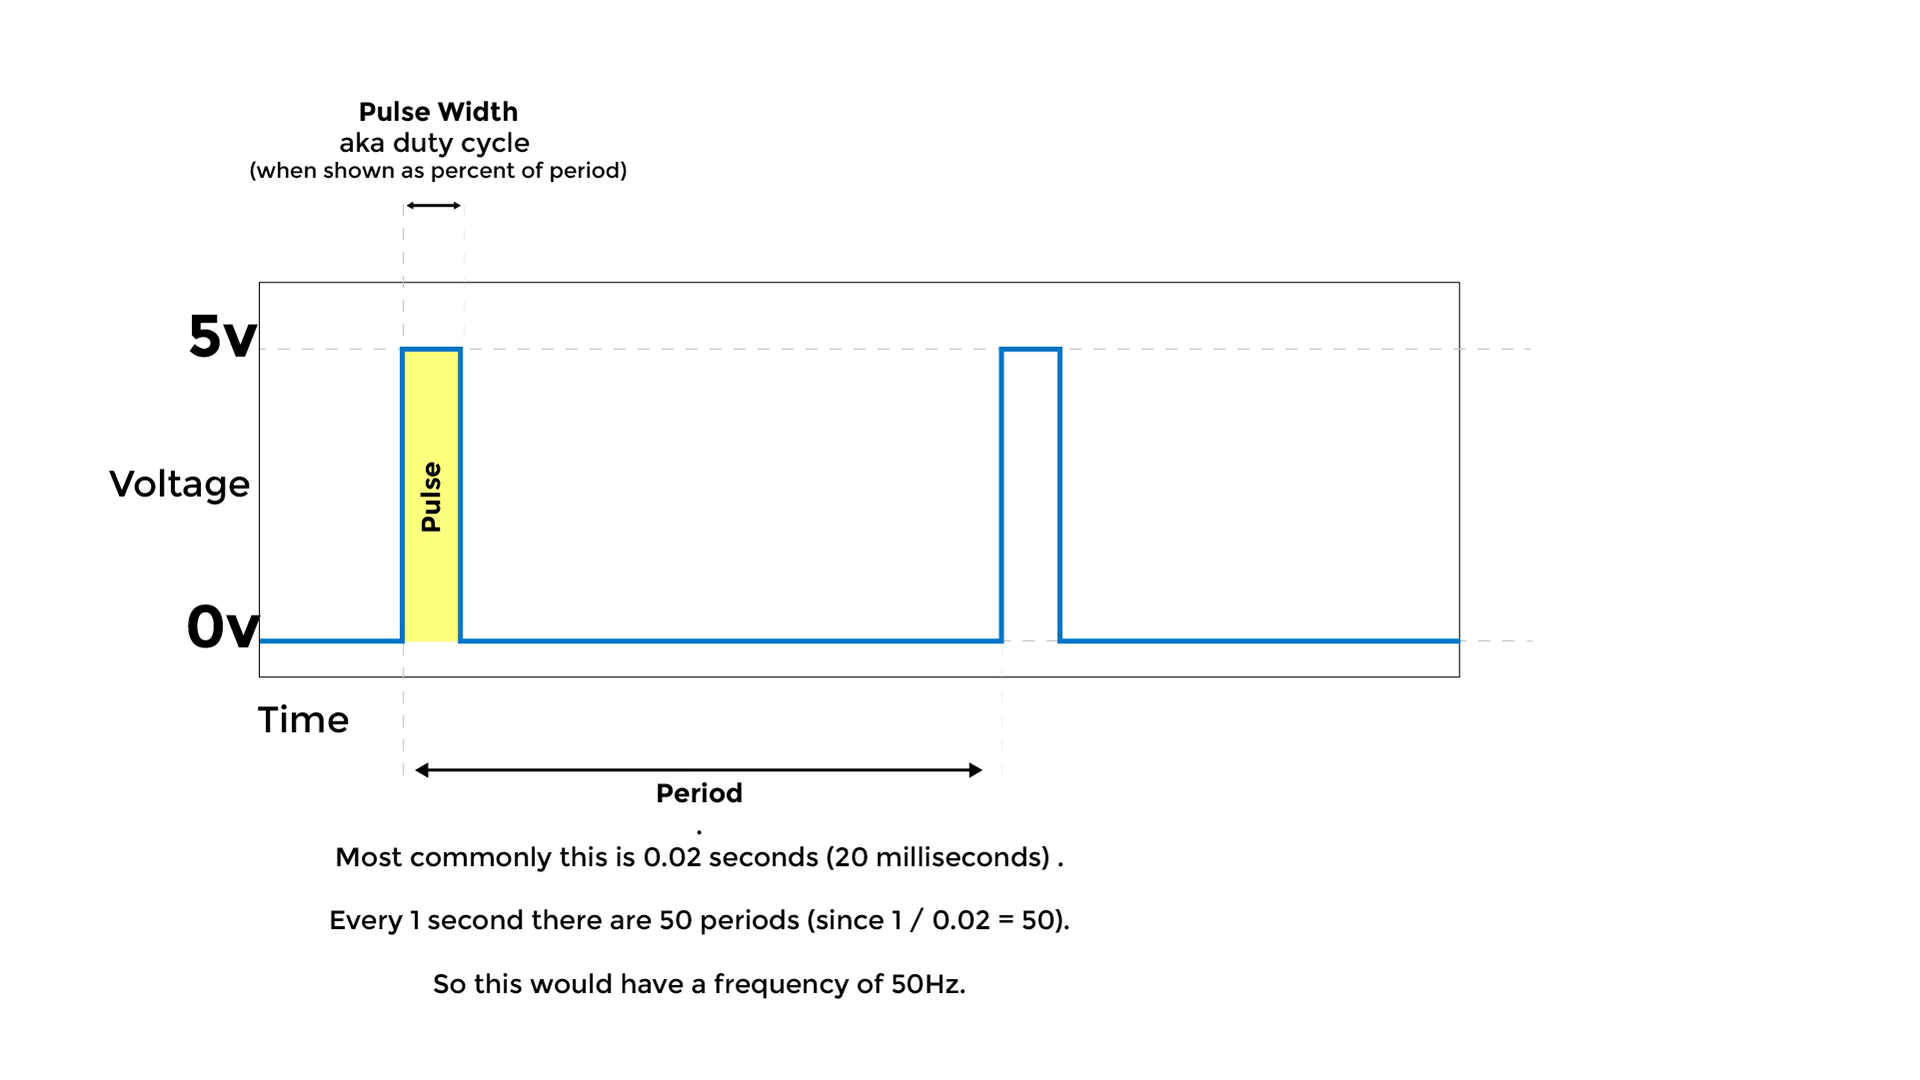 Pulse Width
aka duty cycle
(when shown as percent of period)
5v
Voltage
Pulse
0v
Time
Period
.
Most commonly this is 0.02 seconds (20 milliseconds) .
Every 1 second there are 50 periods (since 1 / 0.02 = 50).
So this would have a frequency of 50Hz.